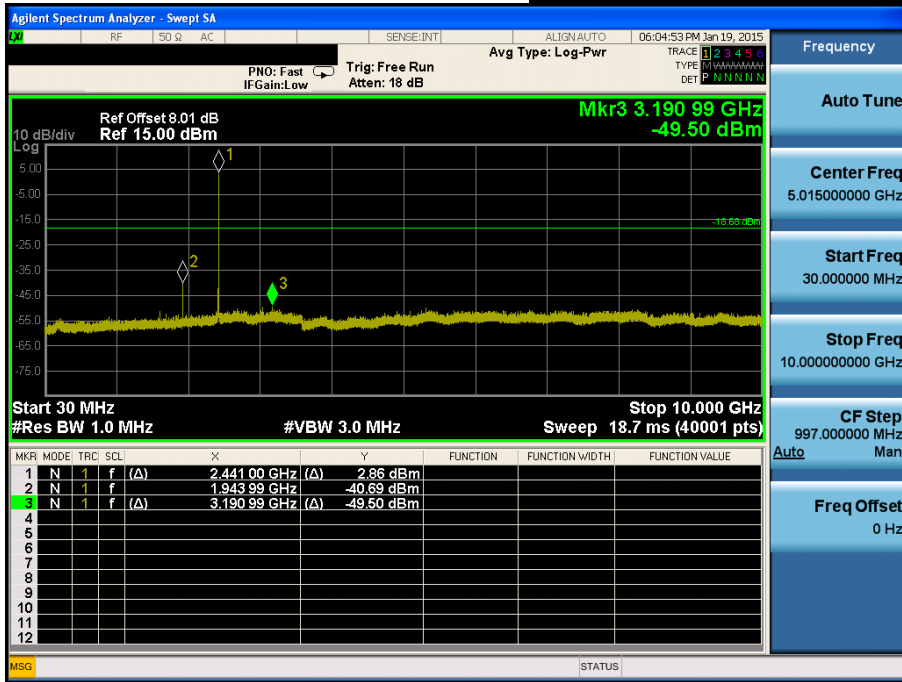 Agilent Spectrum Analyzer - Swept SA
LXI RF 50 Ω AC SENSE:INT ALIGN AUTO 06:04:53 PM Jan 19, 2015
Avg Type: Log-Pwr TRACE 1 2 3 4 5 6
PNO: Fast Trig: Free Run TYPE M WWWWW
IFGain:Low Atten: 18 dB DET P N N N N N
Mkr3 3.190 99 GHz
-49.50 dBm
Ref Offset 8.01 dB
10 dB/div Ref 15.00 dBm
Log
5.00
-5.00
-15.0
-25.0
-35.0
-45.0
-55.0
-65.0
-75.0
1
2
3
-18.68 dBm
Start 30 MHz Stop 10.000 GHz
#Res BW 1.0 MHz #VBW 3.0 MHz Sweep 18.7 ms (40001 pts)
MKR MODE TRC SCL X Y FUNCTION FUNCTION WIDTH FUNCTION VALUE
1 N 1 f (Δ) 2.441 00 GHz (Δ) 2.86 dBm
2 N 1 f 1.943 99 GHz -40.69 dBm
3 N 1 f (Δ) 3.190 99 GHz (Δ) -49.50 dBm
4
5
6
7
8
9
10
11
12
MSG STATUS
Frequency
Auto Tune
Center Freq
5.015000000 GHz
Start Freq
30.000000 MHz
Stop Freq
10.000000000 GHz
CF Step
997.000000 MHz
Auto Man
Freq Offset
0 Hz